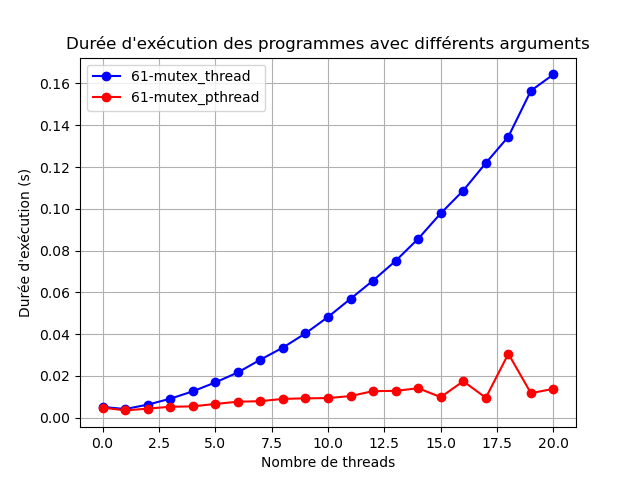 Durée d'exécution des programmes avec différents arguments
61-mutex_thread
61-mutex_pthread
Durée d'exécution (s)
0.16
0.14
0.12
0.10
0.08
0.06
0.04
0.02
0.00
0.0 2.5 5.0 7.5 10.0 12.5 15.0 17.5 20.0
Nombre de threads